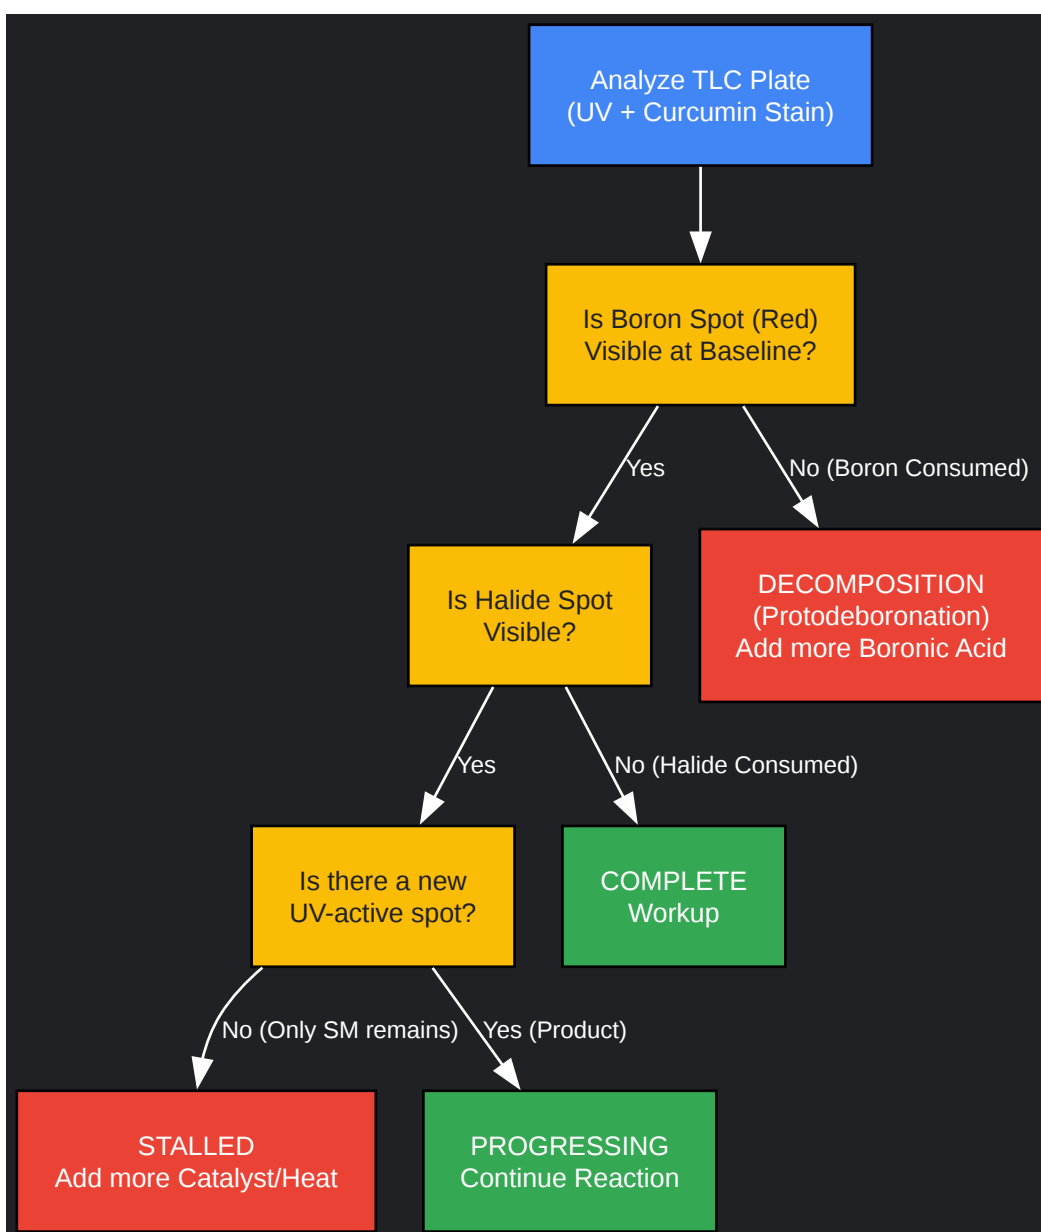 Analyze TLC Plate
(UV + Curcumin Stain)
Is Boron Spot (Red)
Visible at Baseline?
Yes
No (Boron Consumed)
Is Halide Spot
Visible?
DECOMPOSITION
(Protodeboronation)
Add more Boronic Acid
Yes
No (Halide Consumed)
Is there a new
UV-active spot?
COMPLETE
Workup
No (Only SM remains)
Yes (Product)
STALLED
Add more Catalyst/Heat
PROGRESSING
Continue Reaction